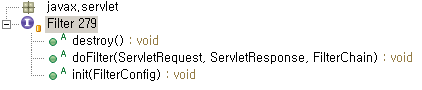 javax.servlet
Filter 279
A destroy() : void
A doFilter(ServletRequest, ServletResponse, FilterChain) : void
A init(FilterConfig) : void